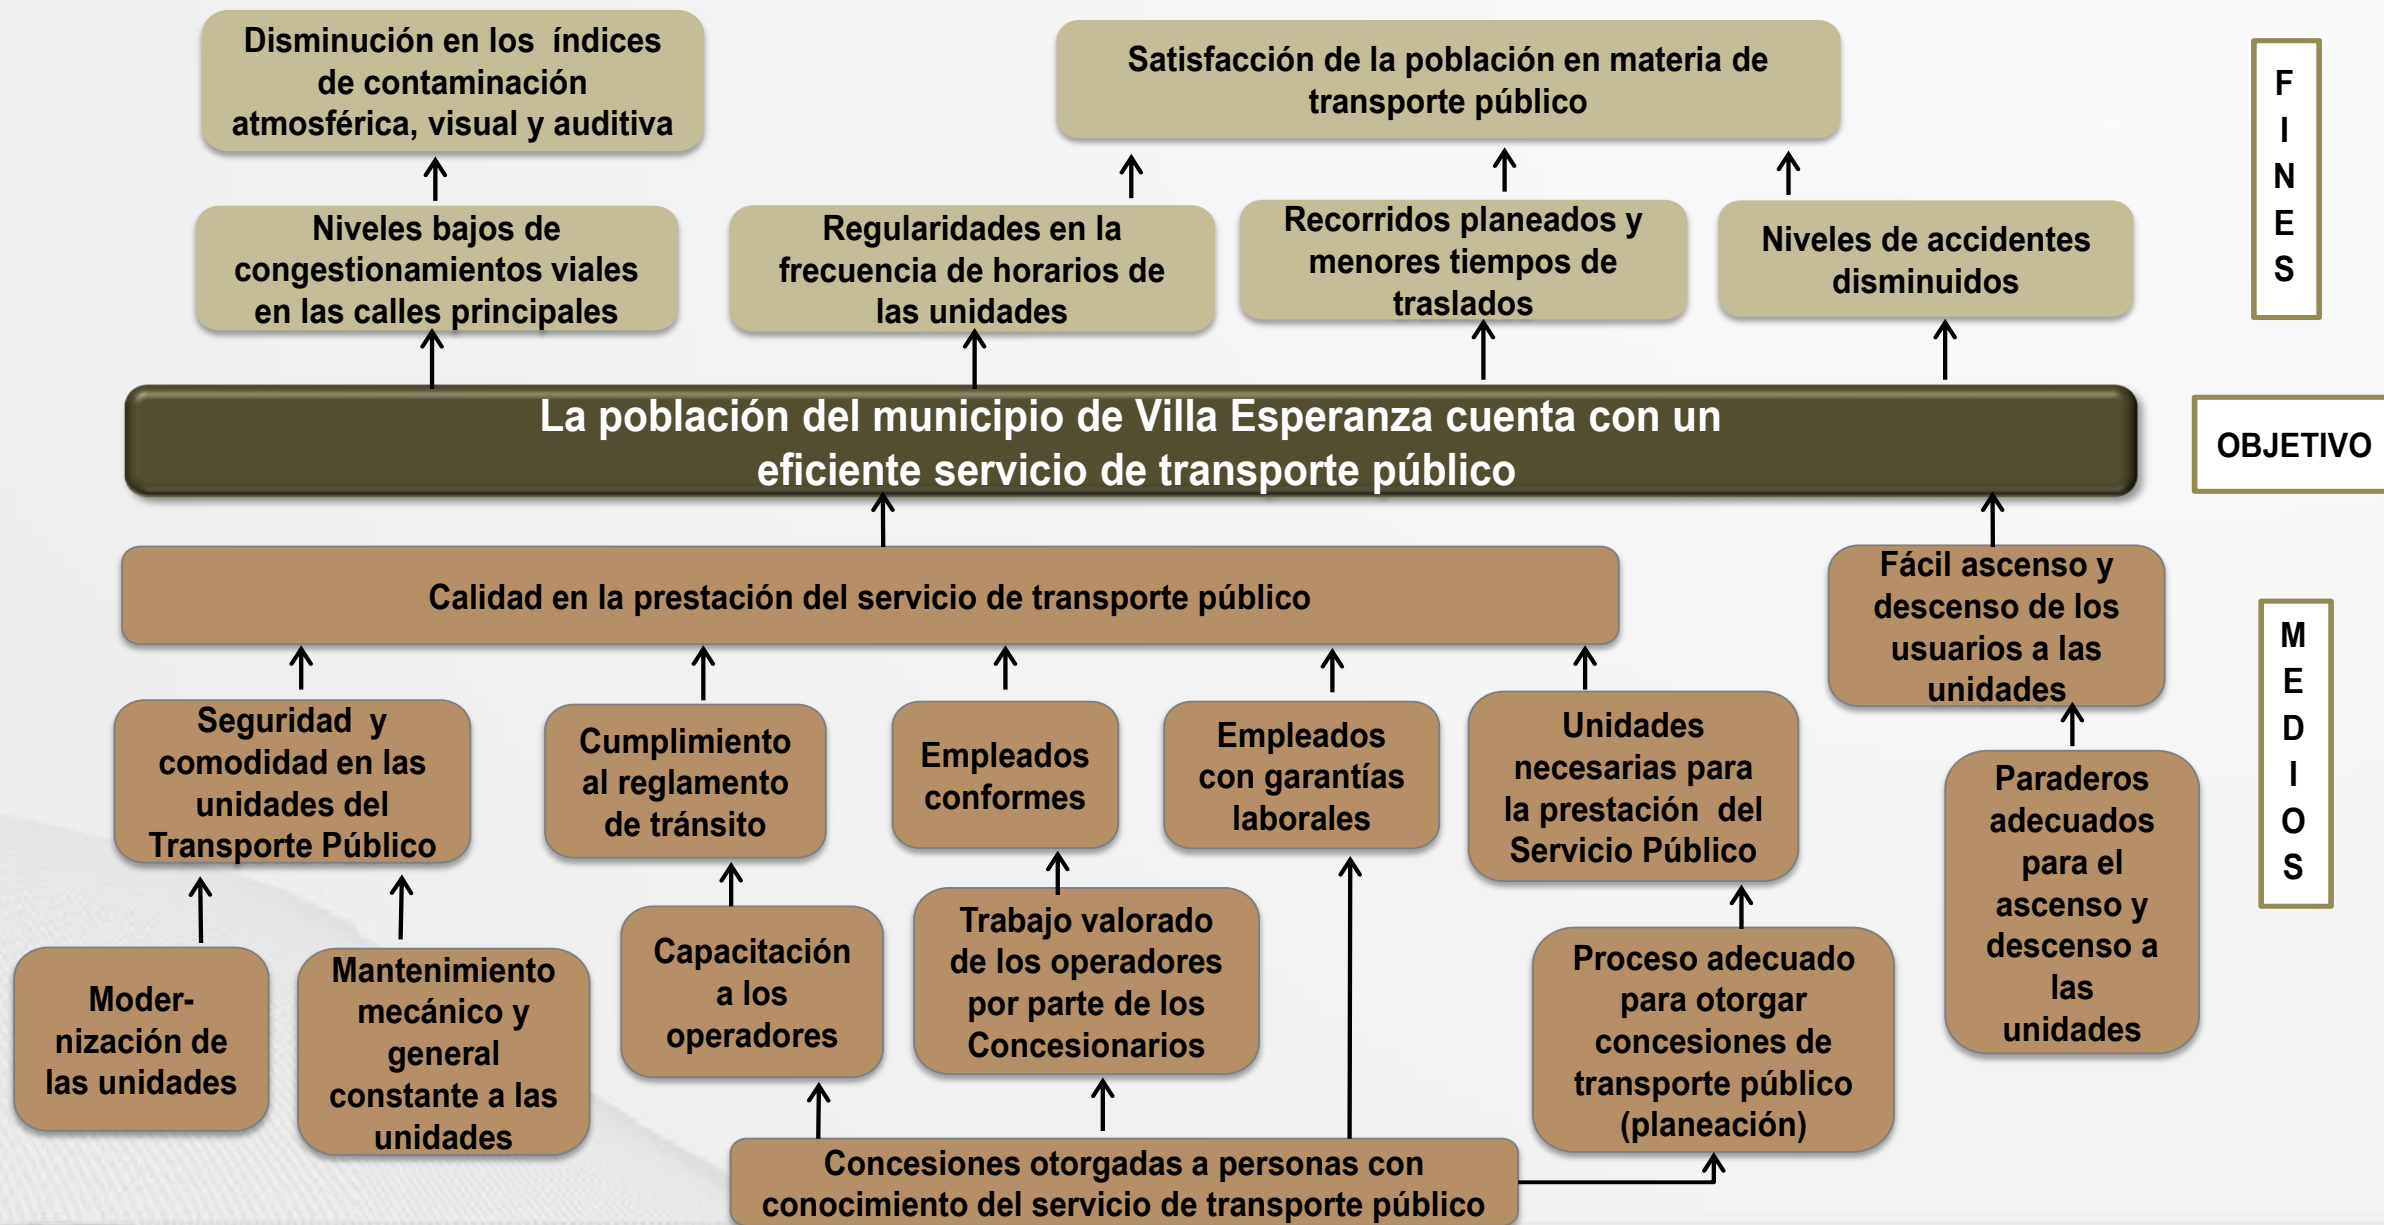 Disminución en los índices
de contaminación
atmosférica, visual y auditiva
Satisfacción de la población en materia de
transporte público
F
I
N
E
S
Niveles bajos de
congestionamientos viales
en las calles principales
Regularidades en la
frecuencia de horarios de
las unidades
Recorridos planeados y
menores tiempos de
traslados
Niveles de accidentes
disminuidos
La población del municipio de Villa Esperanza cuenta con un
eficiente servicio de transporte público
OBJETIVO
Calidad en la prestación del servicio de transporte público
Fácil ascenso y
descenso de los
usuarios a las
unidades
M
E
D
I
O
S
Seguridad y
comodidad en las
unidades del
Transporte Público
Cumplimiento
al reglamento
de tránsito
Empleados
conformes
Empleados
con garantías
laborales
Unidades
necesarias para
la prestación del
Servicio Público
Paraderos
adecuados
para el
ascenso y
descenso a
las
unidades
Moder-
nización de
las unidades
Mantenimiento
mecánico y
general
constante a las
unidades
Capacitación
a los
operadores
Trabajo valorado
de los operadores
por parte de los
Concesionarios
Proceso adecuado
para otorgar
concesiones de
transporte público
(planeación)
Concesiones otorgadas a personas con
conocimiento del servicio de transporte público